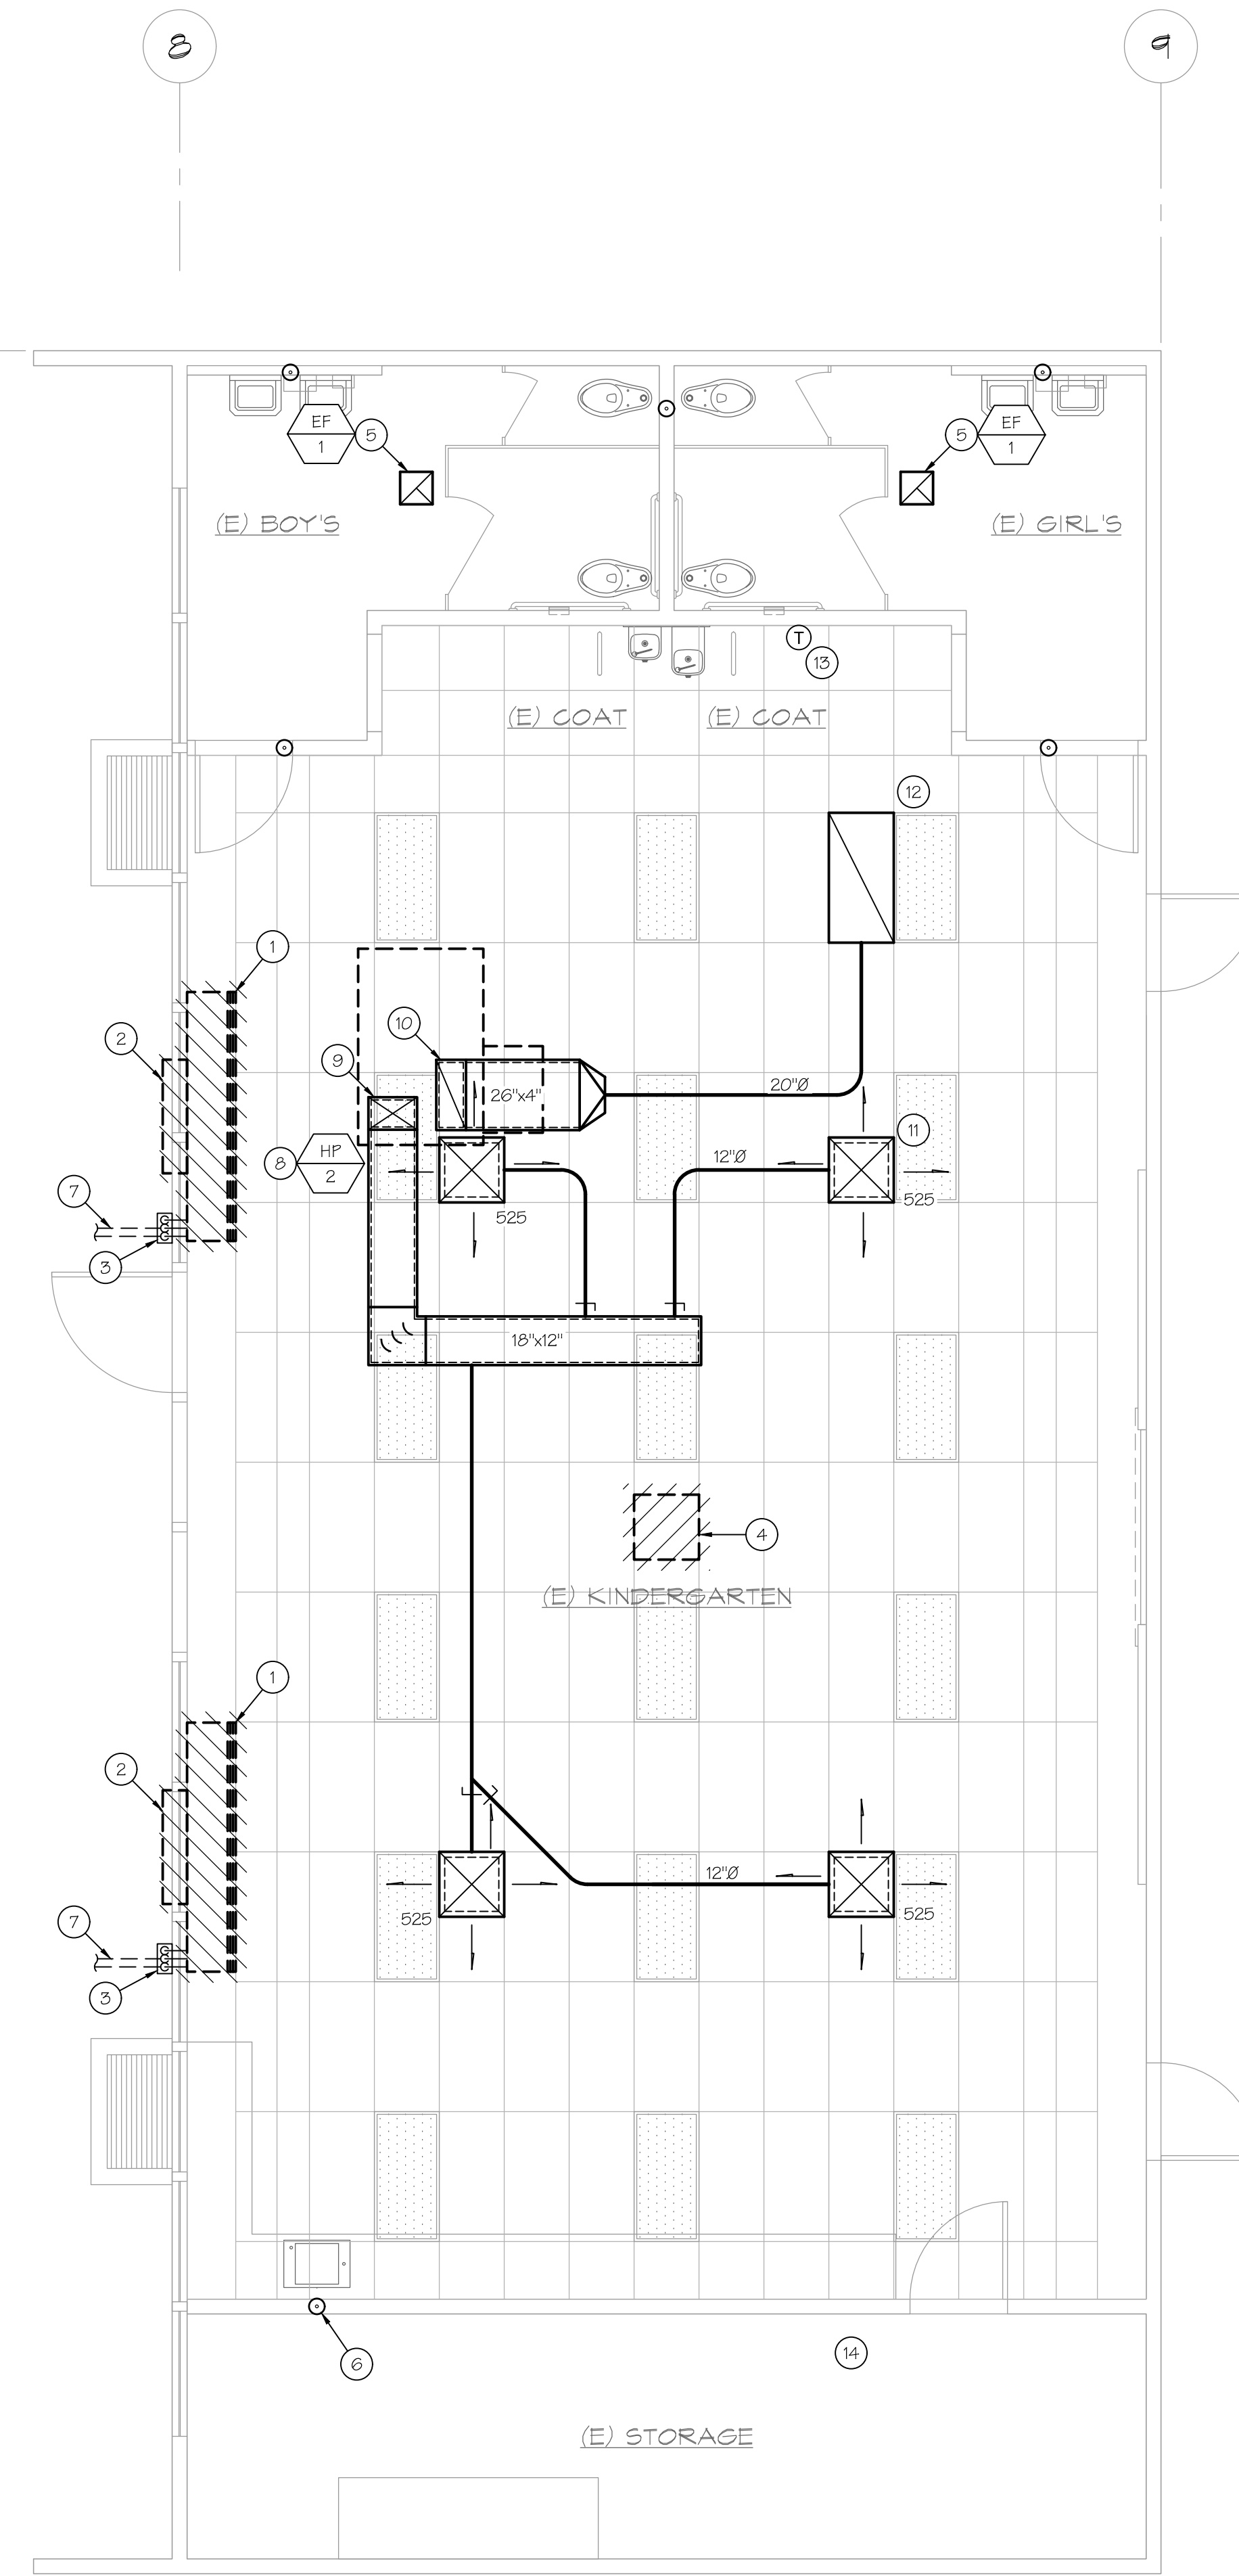 8
9
EF
1
5
5
EF
1
(E) BOY'S
(E) GIRL'S
T
13
(E) COAT
(E) COAT
12
1
10
2
9
26"x4"
20"Ø
11
HP
2
8
12"Ø
7
525
525
3
18"x12"
4
(E) KINDERGARTEN
1
2
12"Ø
7
525
525
3
14
6
(E) STORAGE